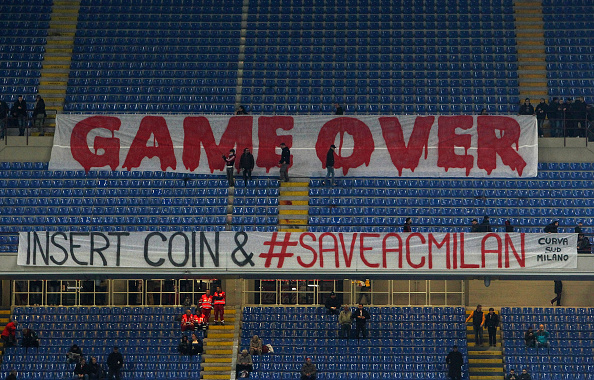 GAME OVER
INSERT COIN & #SAVEACMILAN
CURVA
SUD
MILANO